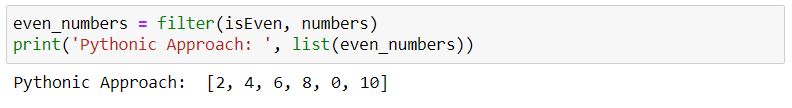 even_numbers = filter(isEven, numbers)
print('Pythonic Approach: ', list(even_numbers))
Pythonic Approach:  [2, 4, 6, 8, 0, 10]